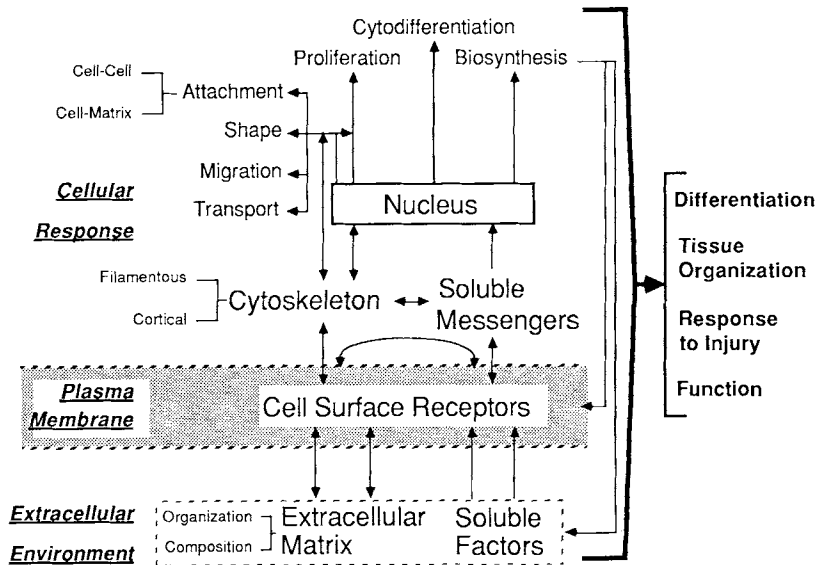 Cytodifferentiation
Proliferation
Biosynthesis
Cell-Cell
Attachment
Cell-Matrix
Shape
Migration
Cellular
Response
Transport
Nucleus
Differentiation
Tissue
Organization
Response
to Injury
Function
Filamentous
Cytoskeleton
Cortical
Soluble
Messengers
Plasma
Membrane
Cell Surface Receptors
Extracellular
Environment
Organization
Composition
Extracellular
Matrix
Soluble
Factors